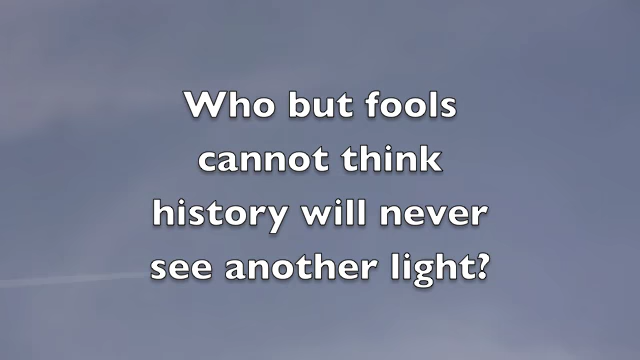 Who but fools
cannot think
history will never
see another light?